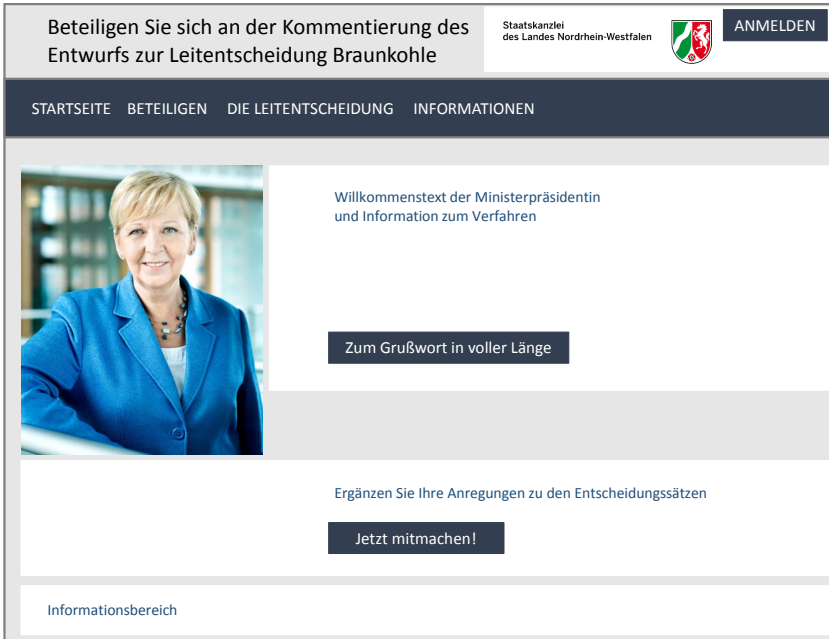 Beteiligen Sie sich an der Kommentierung des
Entwurfs zur Leitentscheidung Braunkohle
Staatskanzlei
des Landes Nordrhein-Westfalen
ANMELDEN
STARTSEITE BETEILIGEN DIE LEITENTSCHEIDUNG INFORMATIONEN
Willkommenstext der Ministerpräsidentin
und Information zum Verfahren
Zum Grußwort in voller Länge
Ergänzen Sie Ihre Anregungen zu den Entscheidungssätzen
Jetzt mitmachen!
Informationsbereich